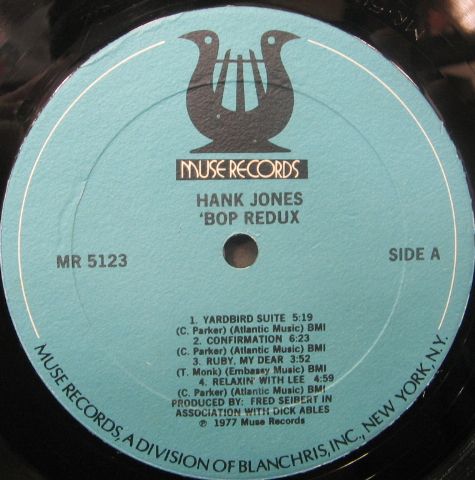 MUSE RECORDS
HANK JONES
'BOP REDUX
MR 5123
SIDE A
1. YARDBIRD SUITE 5:19
(C. Parker) (Atlantic Music) BMI
2. CONFIRMATION 6:23
(C. Parker) (Atlantic Music) BMI
3. RUBY, MY DEAR 3:52
(T. Monk) (Embassy Music) BMI
4. RELAXIN' WITH LEE 4:59
(C. Parker) (Atlantic Music) BMI
PRODUCED BY: FRED SEIBERT IN
ASSOCIATION WITH DICK ABLES
℗ 1977 Muse Records
MUSE RECORDS, A DIVISION OF BLANCHRIS, INC., NEW YORK, N.Y.